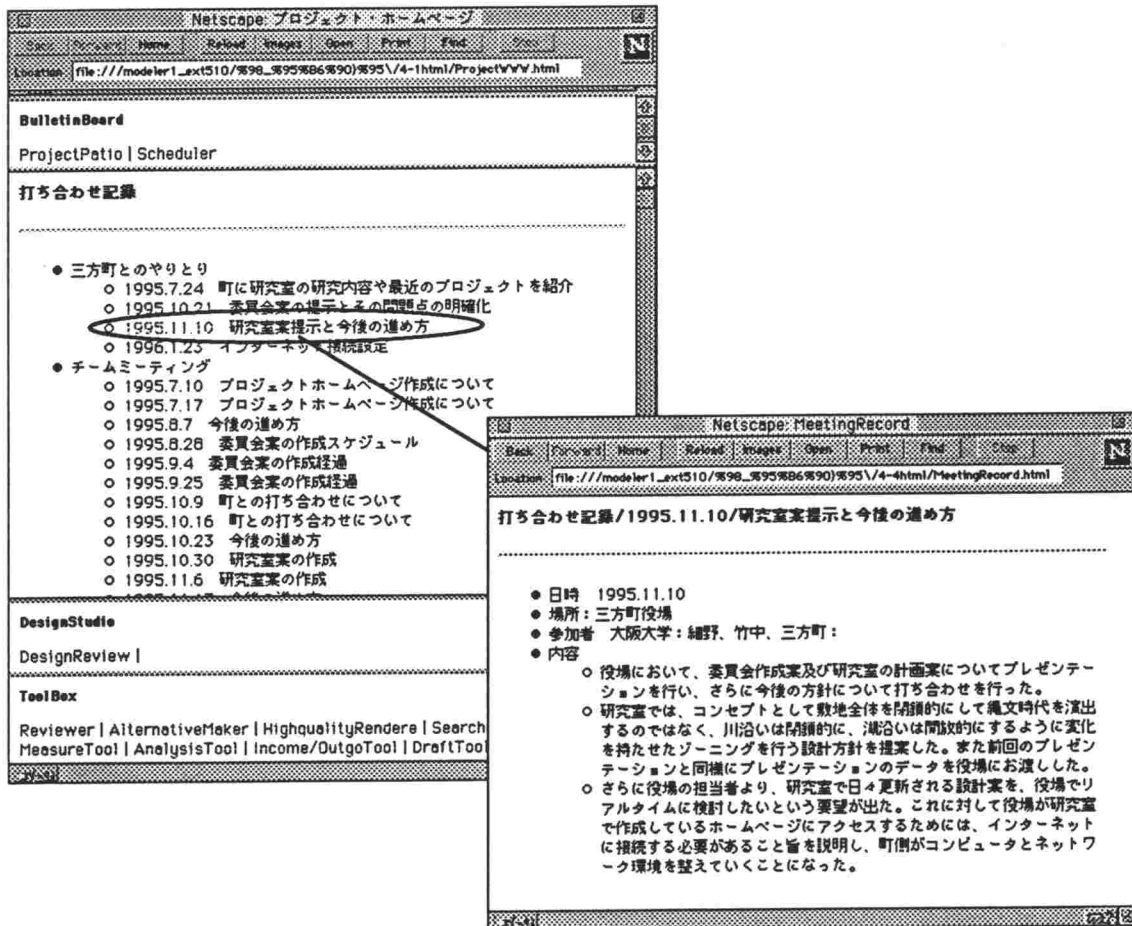 Netscape: プロジェクト・ホームページ
Back Forward Home Reload Images Open Print Find Stop
Location file:///modeler1_ext510/%98_%95%B6%90)%95\/4-1html/ProjectWWW.html
BulletinBoard
ProjectPatio | Scheduler
打ち合わせ記録
三方町とのやりとり
1995.7.24 町に研究室の研究内容や最近のプロジェクトを紹介
1995.10.21 委員会案の提示とその問題点の明確化
1995.11.10 研究室案提示と今後の進め方
1996.1.23 インターネット接続設定
チームミーティング
1995.7.10 プロジェクトホームページ作成について
1995.7.17 プロジェクトホームページ作成について
1995.8.7 今後の進め方
1995.8.28 委員会案の作成スケジュール
1995.9.4 委員会案の作成経過
1995.9.25 委員会案の作成経過
1995.10.9 町との打ち合わせについて
1995.10.16 町との打ち合わせについて
1995.10.23 今後の進め方
1995.10.30 研究室案の作成
1995.11.6 研究室案の作成
DesignStudio
DesignReview |
ToolBox
Reviewer | AlternativeMaker | HighqualityRendere | Search
MeasureTool | AnalysisTool | Income/OutgoTool | DraftTool
Netscape: MeetingRecord
Back Forward Home Reload Images Open Print Find Stop
Location file:///modeler1_ext510/%98_%95%B6%90)%95\/4-4html/MeetingRecord.html
打ち合わせ記録/1995.11.10/研究室案提示と今後の進め方
日時 1995.11.10
場所：三方町役場
参加者 大阪大学：細野、竹中、三方町：
内容
役場において、委員会作成案及び研究室の計画案についてプレゼンテー
ションを行い、さらに今後の方針について打ち合わせを行った。
研究室では、コンセプトとして敷地全体を閉鎖的にして縄文時代を演出
するのではなく、川沿いは閉鎖的に、湖沿いは開放的にするように変化
を持たせたゾーニングを行う設計方針を提案した。また前回のプレゼン
テーションと同様にプレゼンテーションのデータを役場にお渡しした。
さらに役場の担当者より、研究室で日々更新される設計案を、役場でリ
アルタイムに検討したいという要望が出た。これに対して役場が研究室
で作成しているホームページにアクセスするためには、インターネット
に接続する必要があること旨を説明し、町側がコンピュータとネットワ
ーク環境を整えていくことになった。